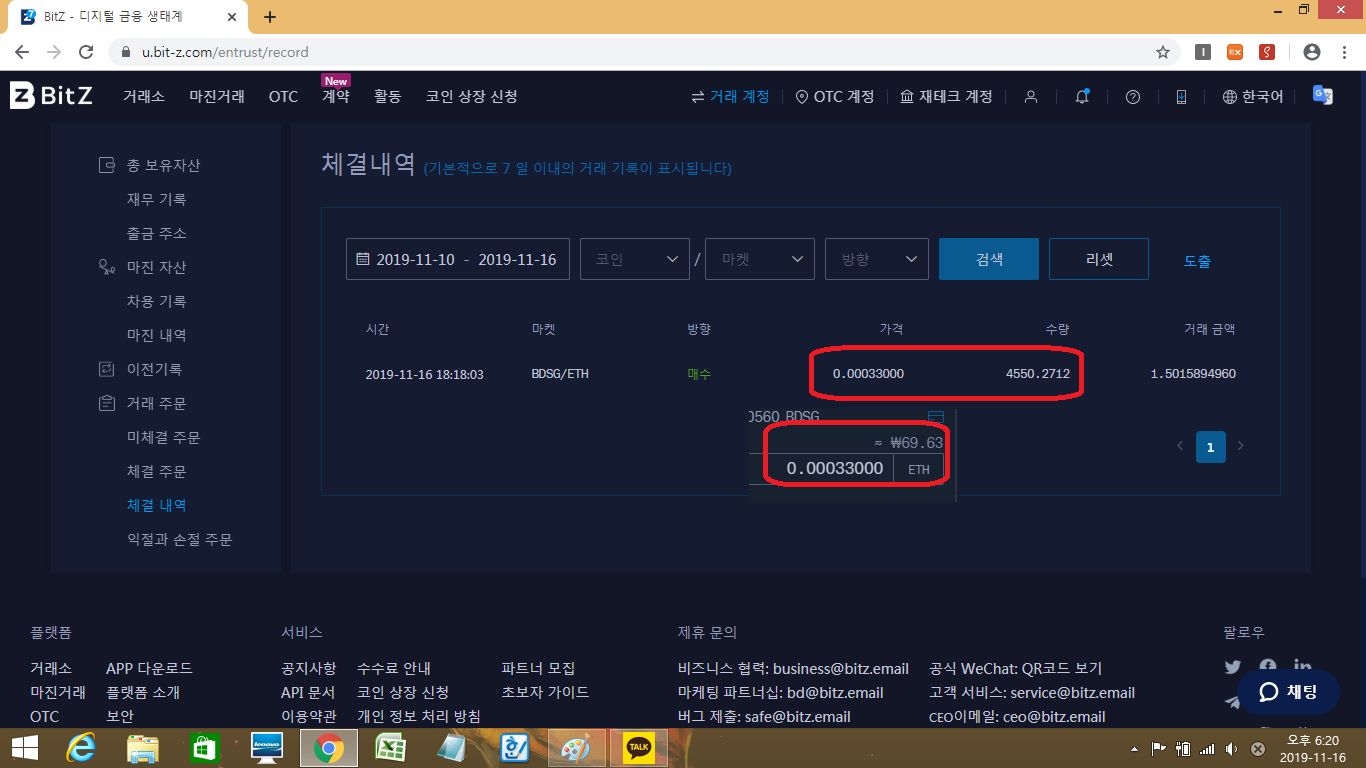 BitZ - 디지털 금융 생태계
u.bit-z.com/entrust/record
BitZ 거래소 마진거래 OTC New 계약 활동 코인 상장 신청 거래 계정 OTC 계정 재테크 계정 한국어
총 보유자산
재무 기록
출금 주소
마진 자산
차용 기록
마진 내역
이전기록
거래 주문
미체결 주문
체결 주문
체결 내역
익절과 손절 주문
체결내역 (기본적으로 7 일 이내의 거래 기록이 표시됩니다)
2019-11-10 - 2019-11-16 코인 / 마켓 방향 검색 리셋 도출
시간 마켓 방향 가격 수량 거래 금액
2019-11-16 18:18:03 BDSG/ETH 매수 0.00033000 4550.2712 1.5015894960
0560 BDSG
≈ ₩69.63
0.00033000 ETH
1
플랫폼 서비스 제휴 문의 팔로우
거래소 APP 다운로드 공지사항 수수료 안내 파트너 모집 비즈니스 협력: business@bitz.email 공식 WeChat: QR코드 보기
마진거래 플랫폼 소개 API 문서 코인 상장 신청 초보자 가이드 마케팅 파트너십: bd@bitz.email 고객 서비스: service@bitz.email
OTC 보안 이용약관 개인 정보 처리 방침 버그 제출: safe@bitz.email CEO이메일: ceo@bitz.email
채팅
lenovo
TALK
오후 6:20
2019-11-16